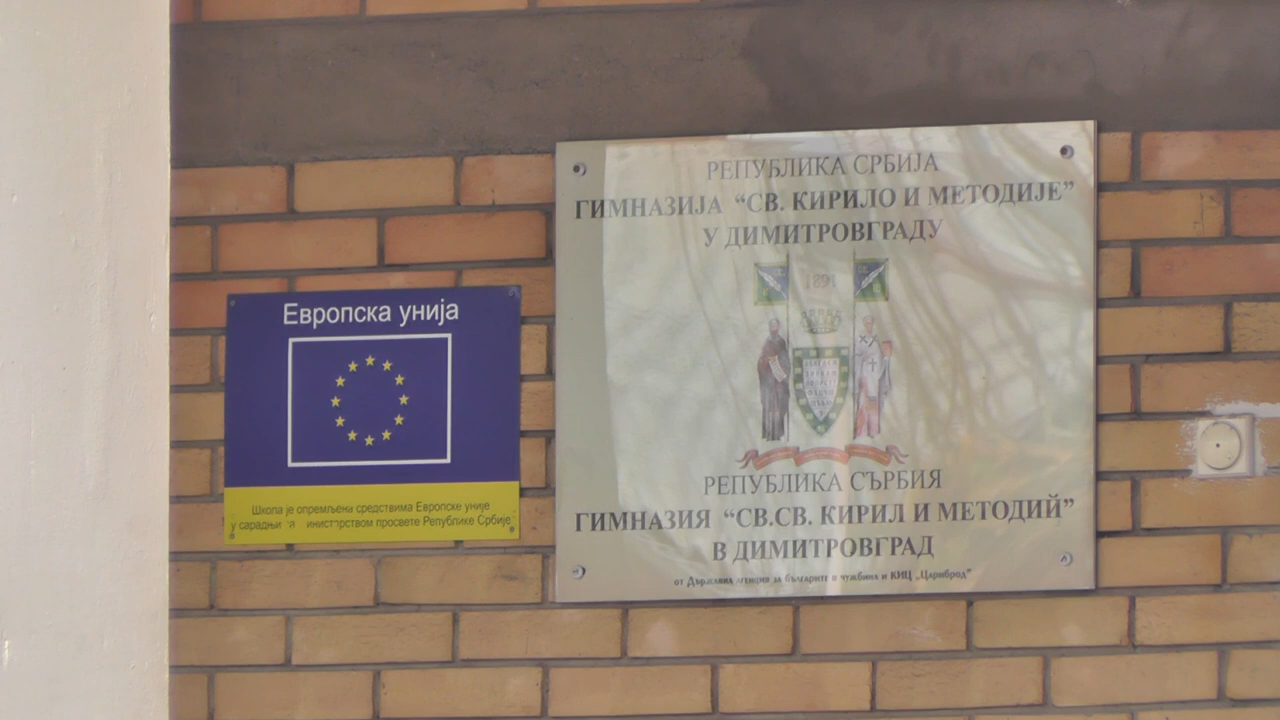 Европска унија
Школа је опремљена средствима Европске уније
у сарадњи министарством просвете Републике Србије
РЕПУБЛИКА СРБИЈА
ГИМНАЗИЈА “СВ. КИРИЛО И МЕТОДИЈЕ”
У ДИМИТРОВГРАДУ
1891
РЕПУБЛИКА СЪРБИЯ
ГИМНАЗИЯ “СВ.СВ. КИРИЛ И МЕТОДИЙ”
В ДИМИТРОВГРАД
от Държавна агенция за българите в чужбина и КИЦ „Цариброд”